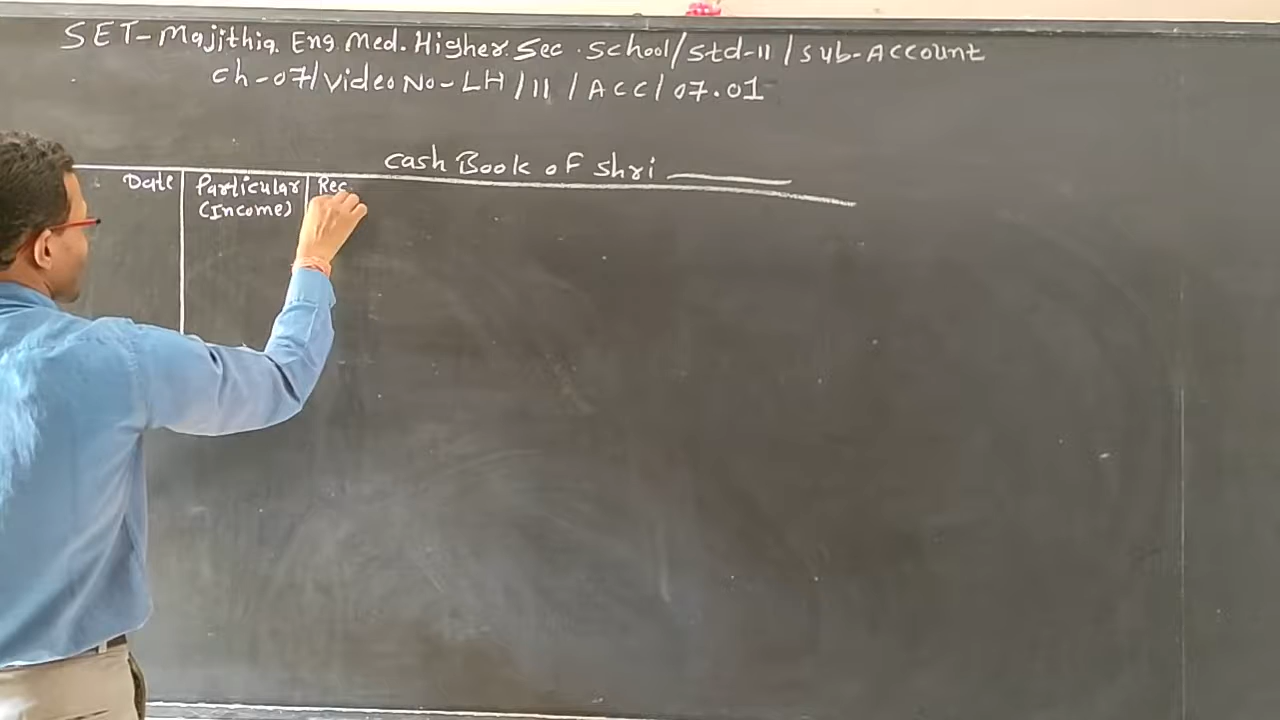 SET-Majithia Eng Med. Higher. Sec. School/Std-11/Sub-Account
Ch-07/Video No-LH/11/ACC/07.01
Cash Book of Shri
Date Particular Rec.
(Income)